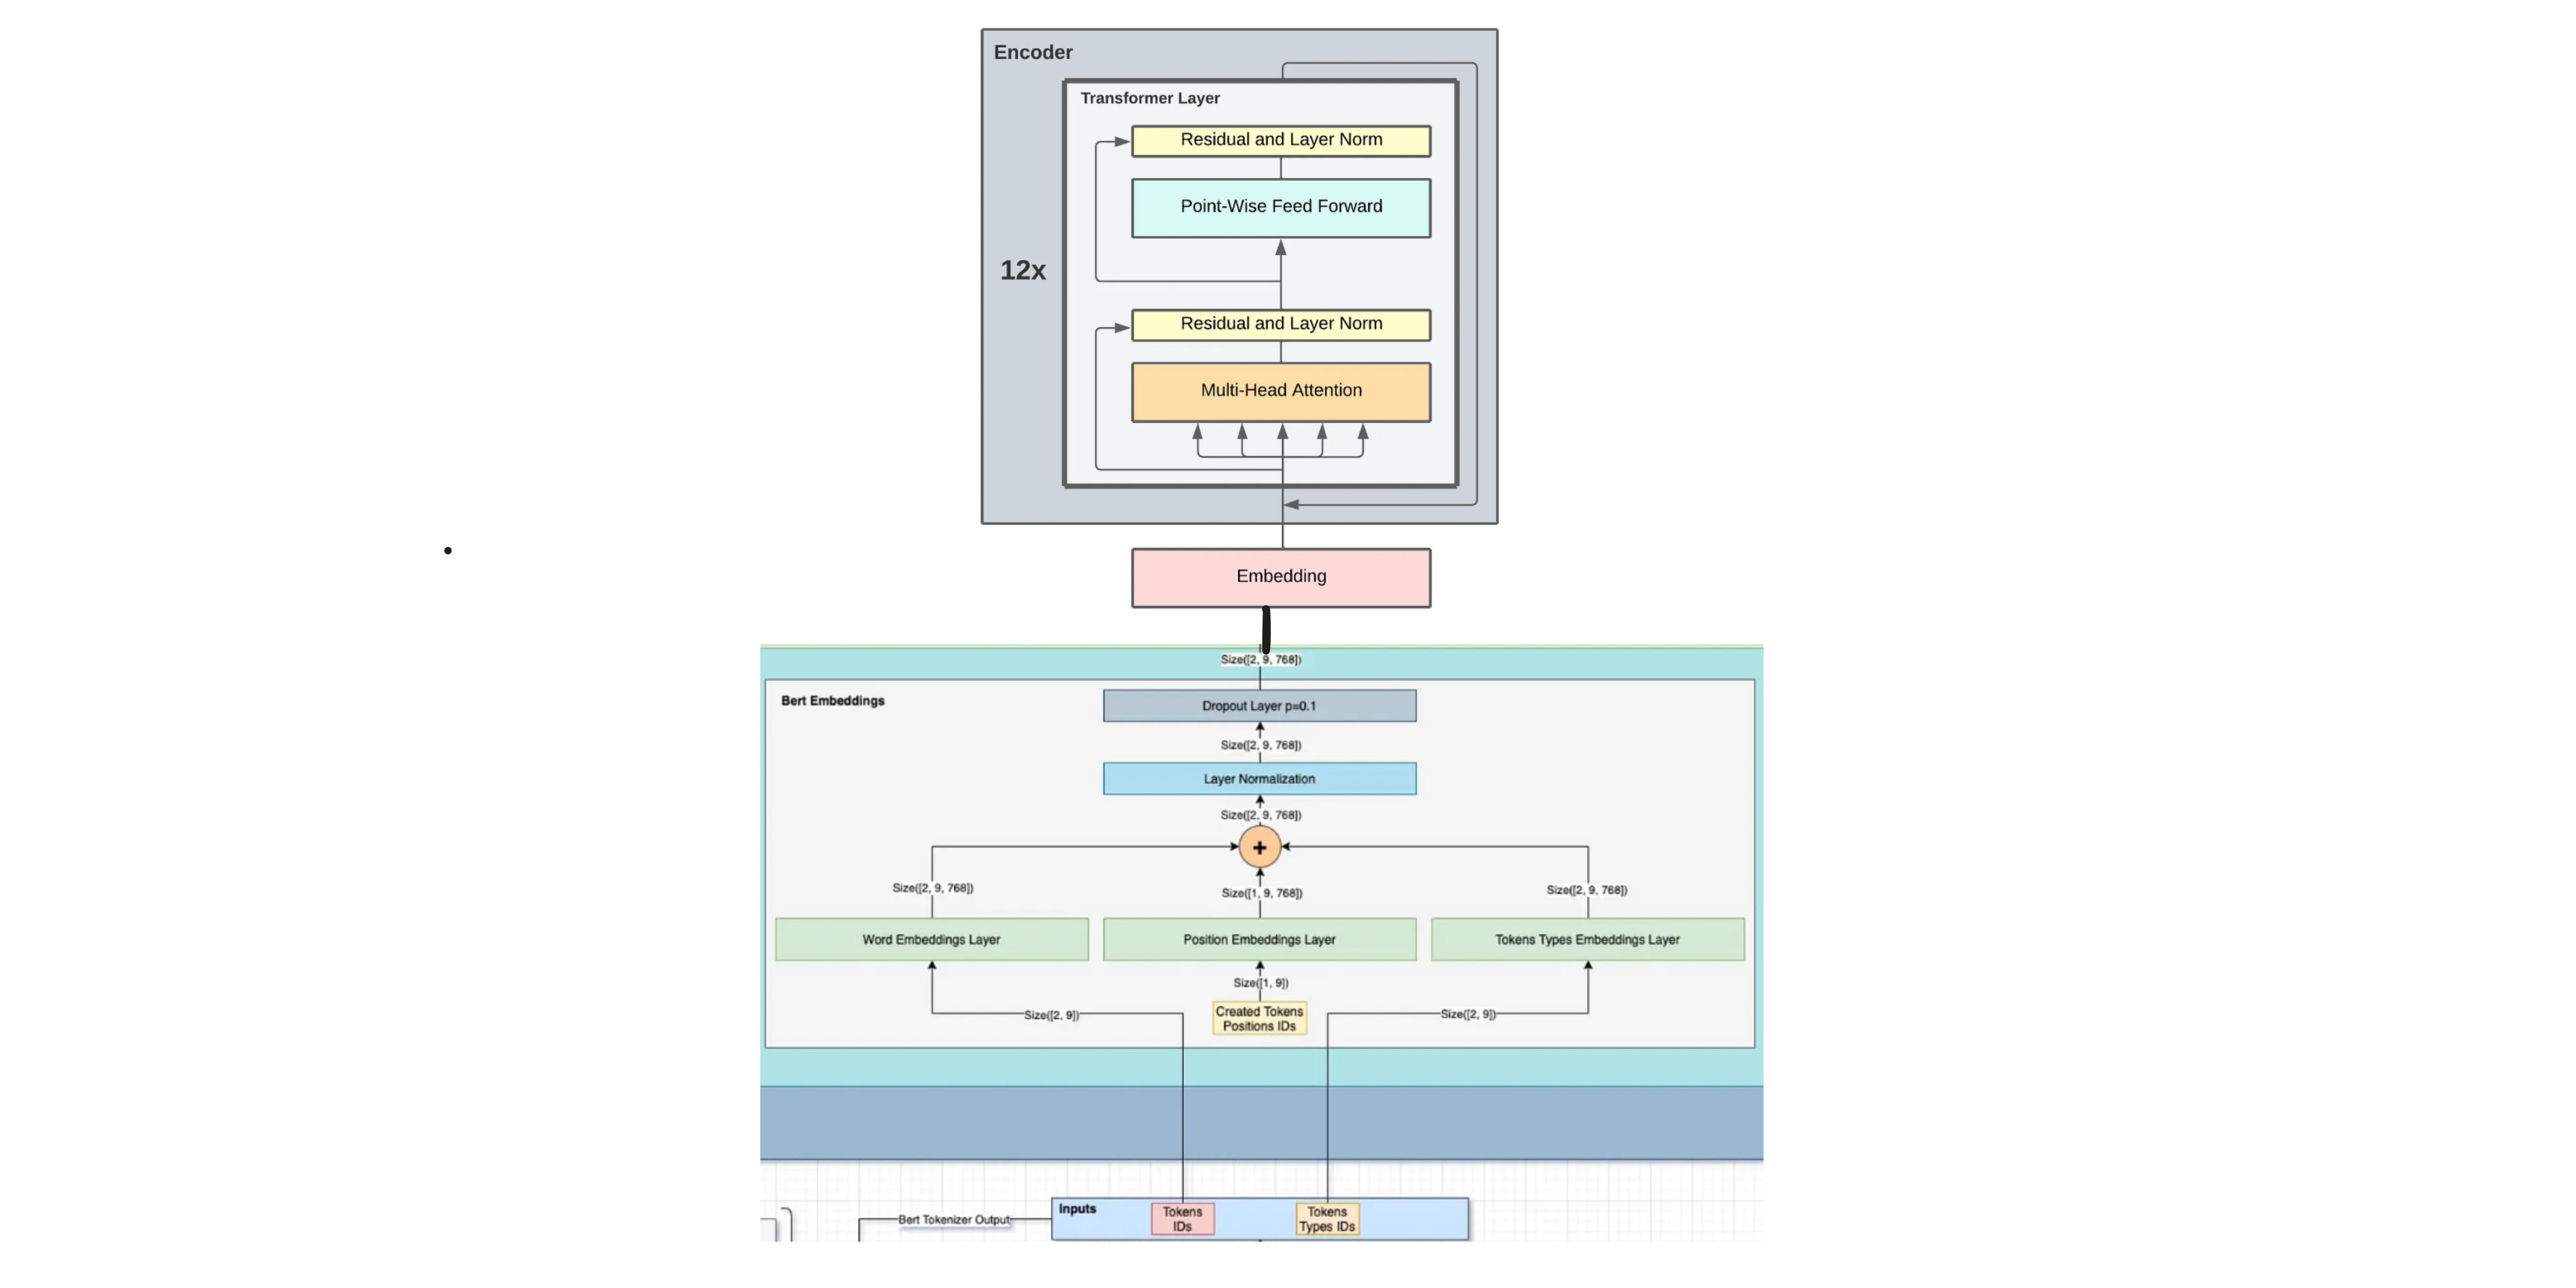 Encoder
Transformer Layer
Residual and Layer Norm
Point-Wise Feed Forward
12x
Residual and Layer Norm
Multi-Head Attention
Embedding
Size([2, 9, 768])
Bert Embeddings
Dropout Layer p=0.1
Size([2, 9, 768])
Layer Normalization
Size([2, 9, 768])
+
Size([2, 9, 768])
Size([1, 9, 768])
Size([2, 9, 768])
Word Embeddings Layer
Position Embeddings Layer
Tokens Types Embeddings Layer
Size([1, 9])
Size([2, 9])
Created Tokens
Positions IDs
Size([2, 9])
Bert Tokenizer Output
Inputs
Tokens
IDs
Tokens
Types IDs